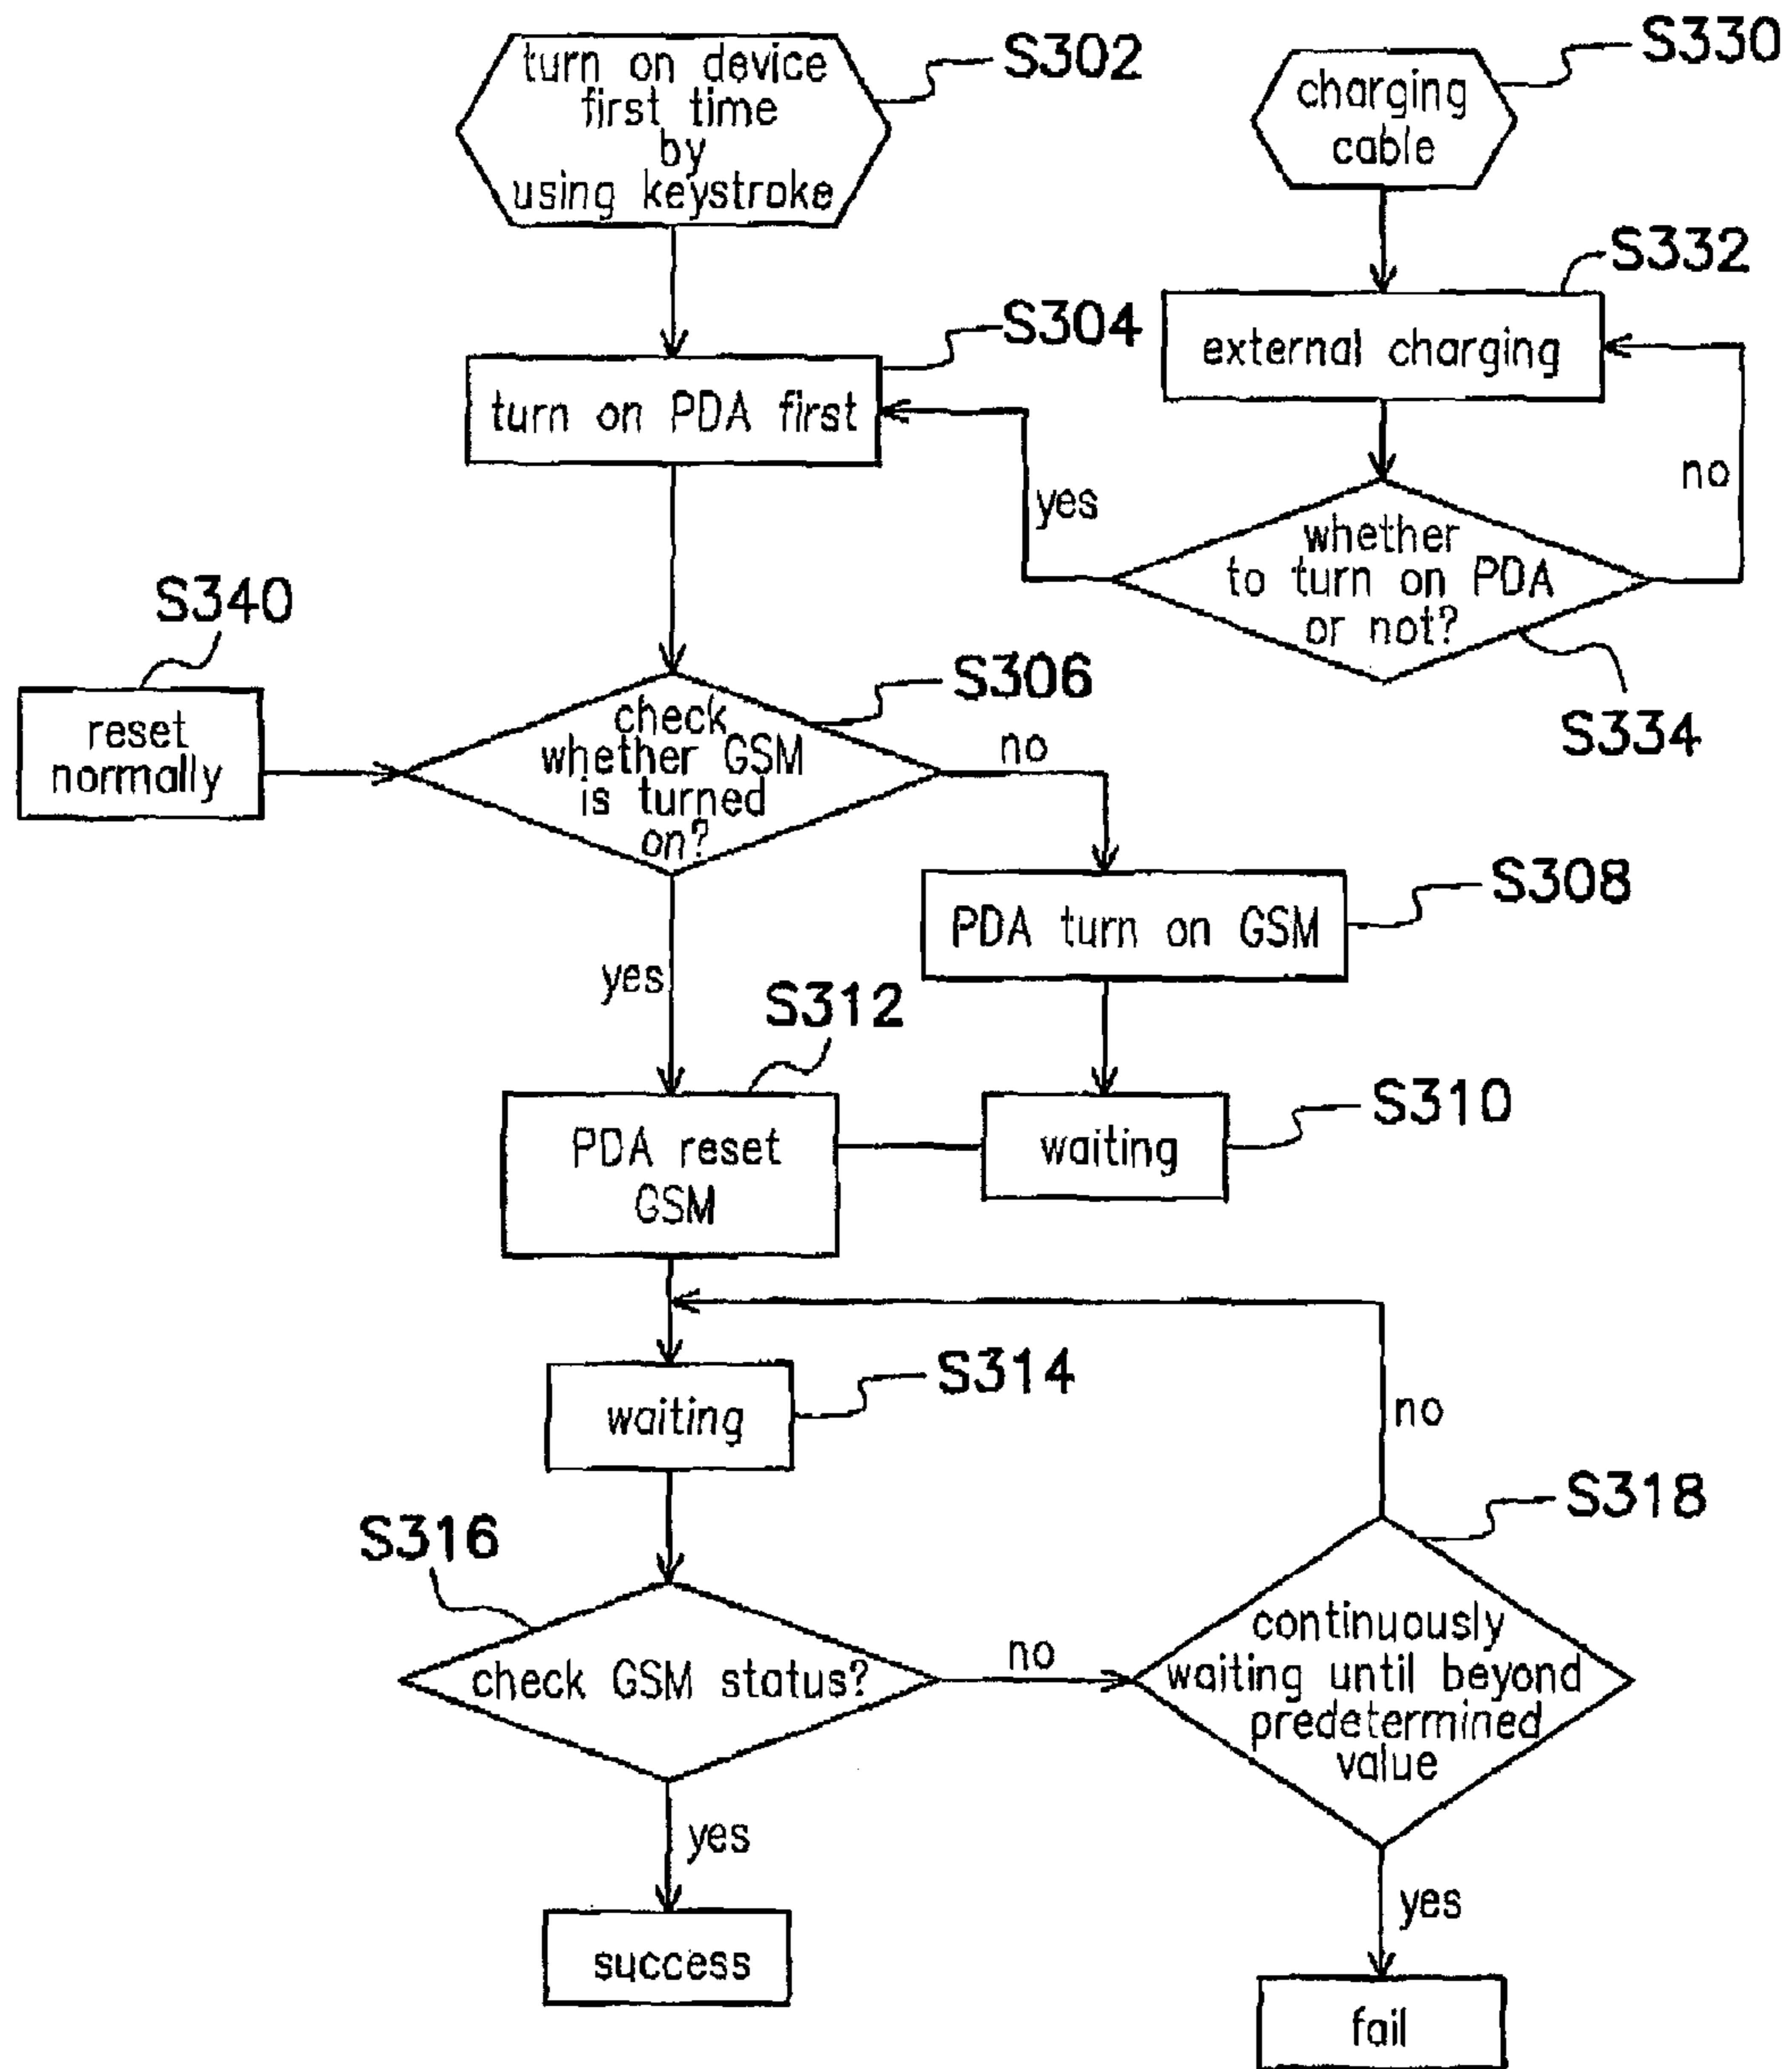 turn on device
first time
by
using keystroke
S302
charging
cable
S330
external charging
S332
turn on PDA first
S304
yes
no
whether
to turn on PDA
or not?
S334
S340
reset
normally
check
whether GSM
is turned
on?
S306
no
PDA turn on GSM
S308
yes
S312
PDA reset
GSM
waiting
S310
waiting
S314
no
S316
check GSM status?
no
continuously
waiting until beyond
predetermined
value
S318
yes
success
yes
fail